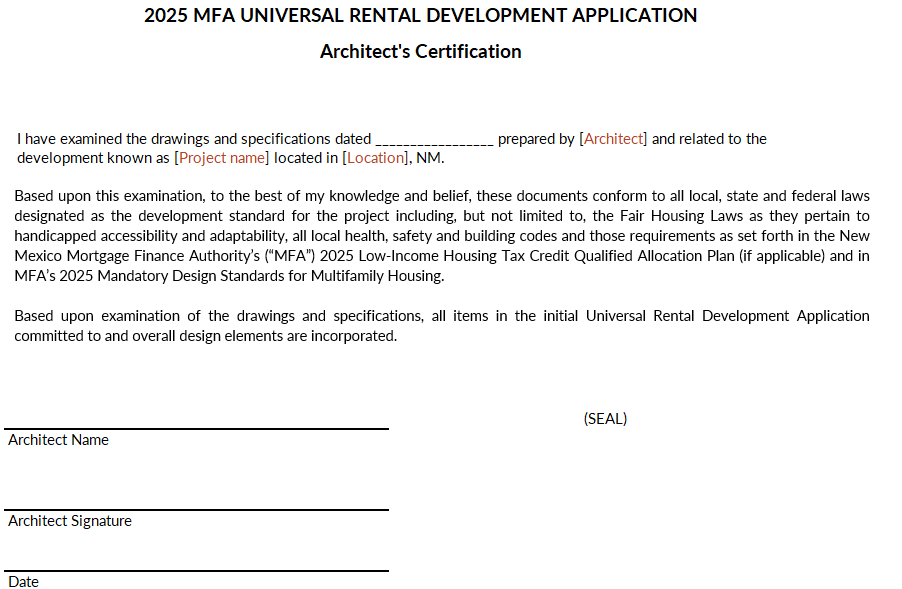 2025 MFA UNIVERSAL RENTAL DEVELOPMENT APPLICATION
Architect's Certification
I have examined the drawings and specifications dated _________________ prepared by [Architect] and related to the
development known as [Project name] located in [Location], NM.
Based upon this examination, to the best of my knowledge and belief, these documents conform to all local, state and federal laws
designated as the development standard for the project including, but not limited to, the Fair Housing Laws as they pertain to
handicapped accessibility and adaptability, all local health, safety and building codes and those requirements as set forth in the New
Mexico Mortgage Finance Authority’s (“MFA”) 2025 Low-Income Housing Tax Credit Qualified Allocation Plan (if applicable) and in
MFA’s 2025 Mandatory Design Standards for Multifamily Housing.
Based upon examination of the drawings and specifications, all items in the initial Universal Rental Development Application
committed to and overall design elements are incorporated.
(SEAL)
Architect Name
Architect Signature
Date